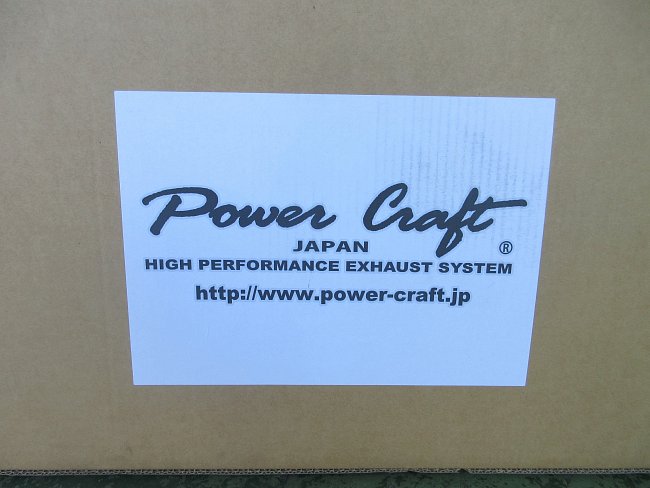 Power Craft
JAPAN ®
HIGH PERFORMANCE EXHAUST SYSTEM
http://www.power-craft.jp